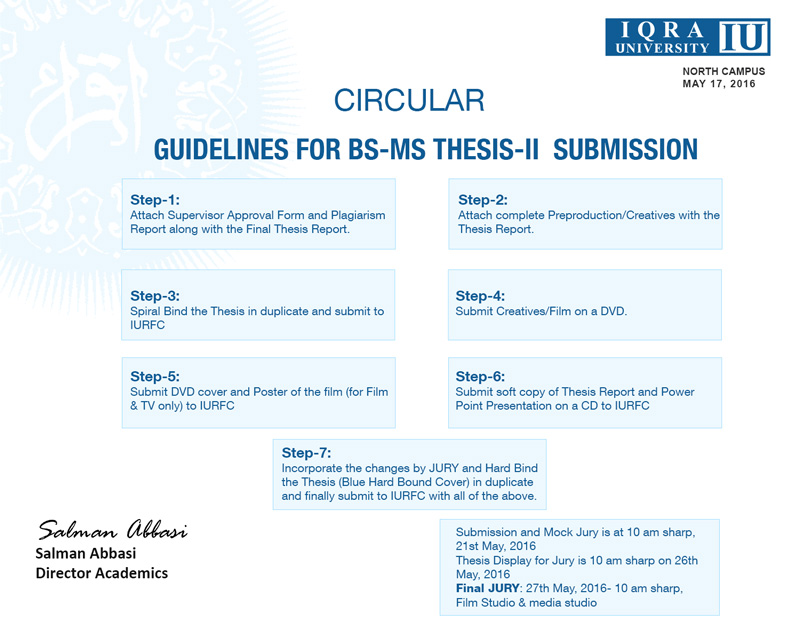 IQRA
UNIVERSITY
IU
NORTH CAMPUS
MAY 17, 2016
CIRCULAR
GUIDELINES FOR BS-MS THESIS-II SUBMISSION
Step-1:
Attach Supervisor Approval Form and Plagiarism
Report along with the Final Thesis Report.
Step-2:
Attach complete Preproduction/Creatives with the
Thesis Report.
Step-3:
Spiral Bind the Thesis in duplicate and submit to
IURFC
Step-4:
Submit Creatives/Film on a DVD.
Step-5:
Submit DVD cover and Poster of the film (for Film
& TV only) to IURFC
Step-6:
Submit soft copy of Thesis Report and Power
Point Presentation on a CD to IURFC
Step-7:
Incorporate the changes by JURY and Hard Bind
the Thesis (Blue Hard Bound Cover) in duplicate
and finally submit to IURFC with all of the above.
Salman Abbasi
Salman Abbasi
Director Academics
Submission and Mock Jury is at 10 am sharp,
21st May, 2016
Thesis Display for Jury is 10 am sharp on 26th
May, 2016
Final JURY: 27th May, 2016- 10 am sharp,
Film Studio & media studio